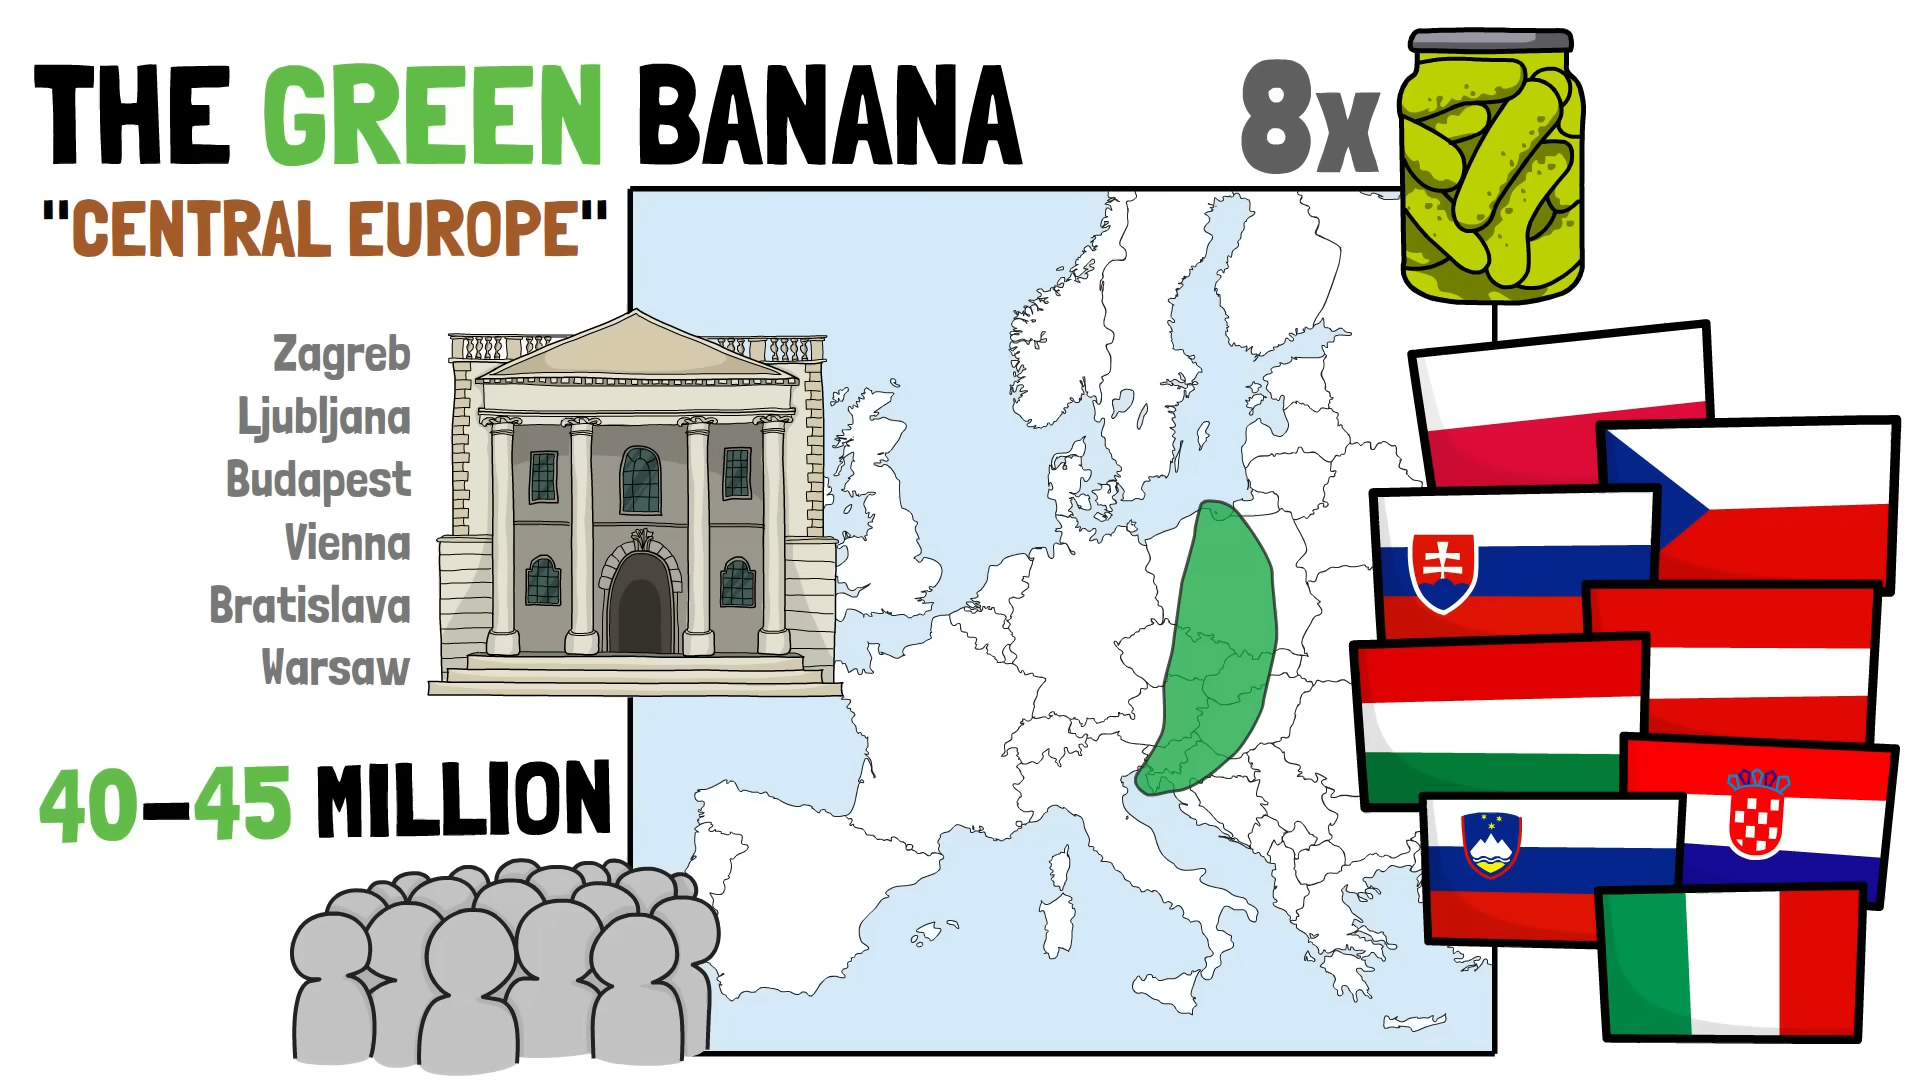 THE GREEN BANANA
8x
"CENTRAL EUROPE"
Zagreb
Ljubljana
Budapest
Vienna
Bratislava
Warsaw
40–45 MILLION